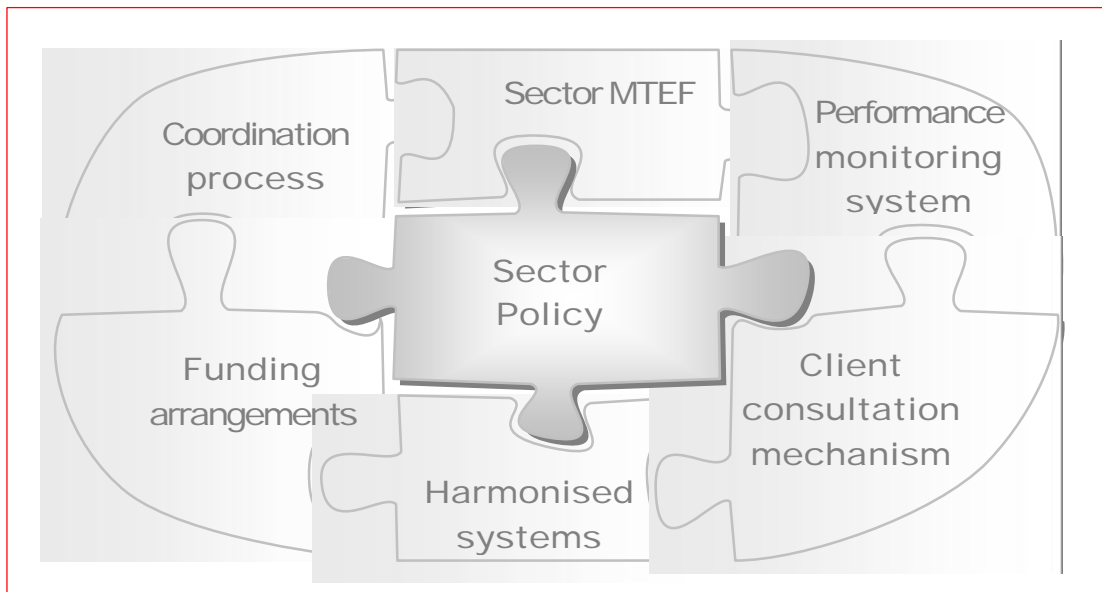 Sector MTEF
Coordination
process
Performance
monitoring
system
Sector
Policy
Funding
arrangements
Client
consultation
mechanism
Harmonised
systems